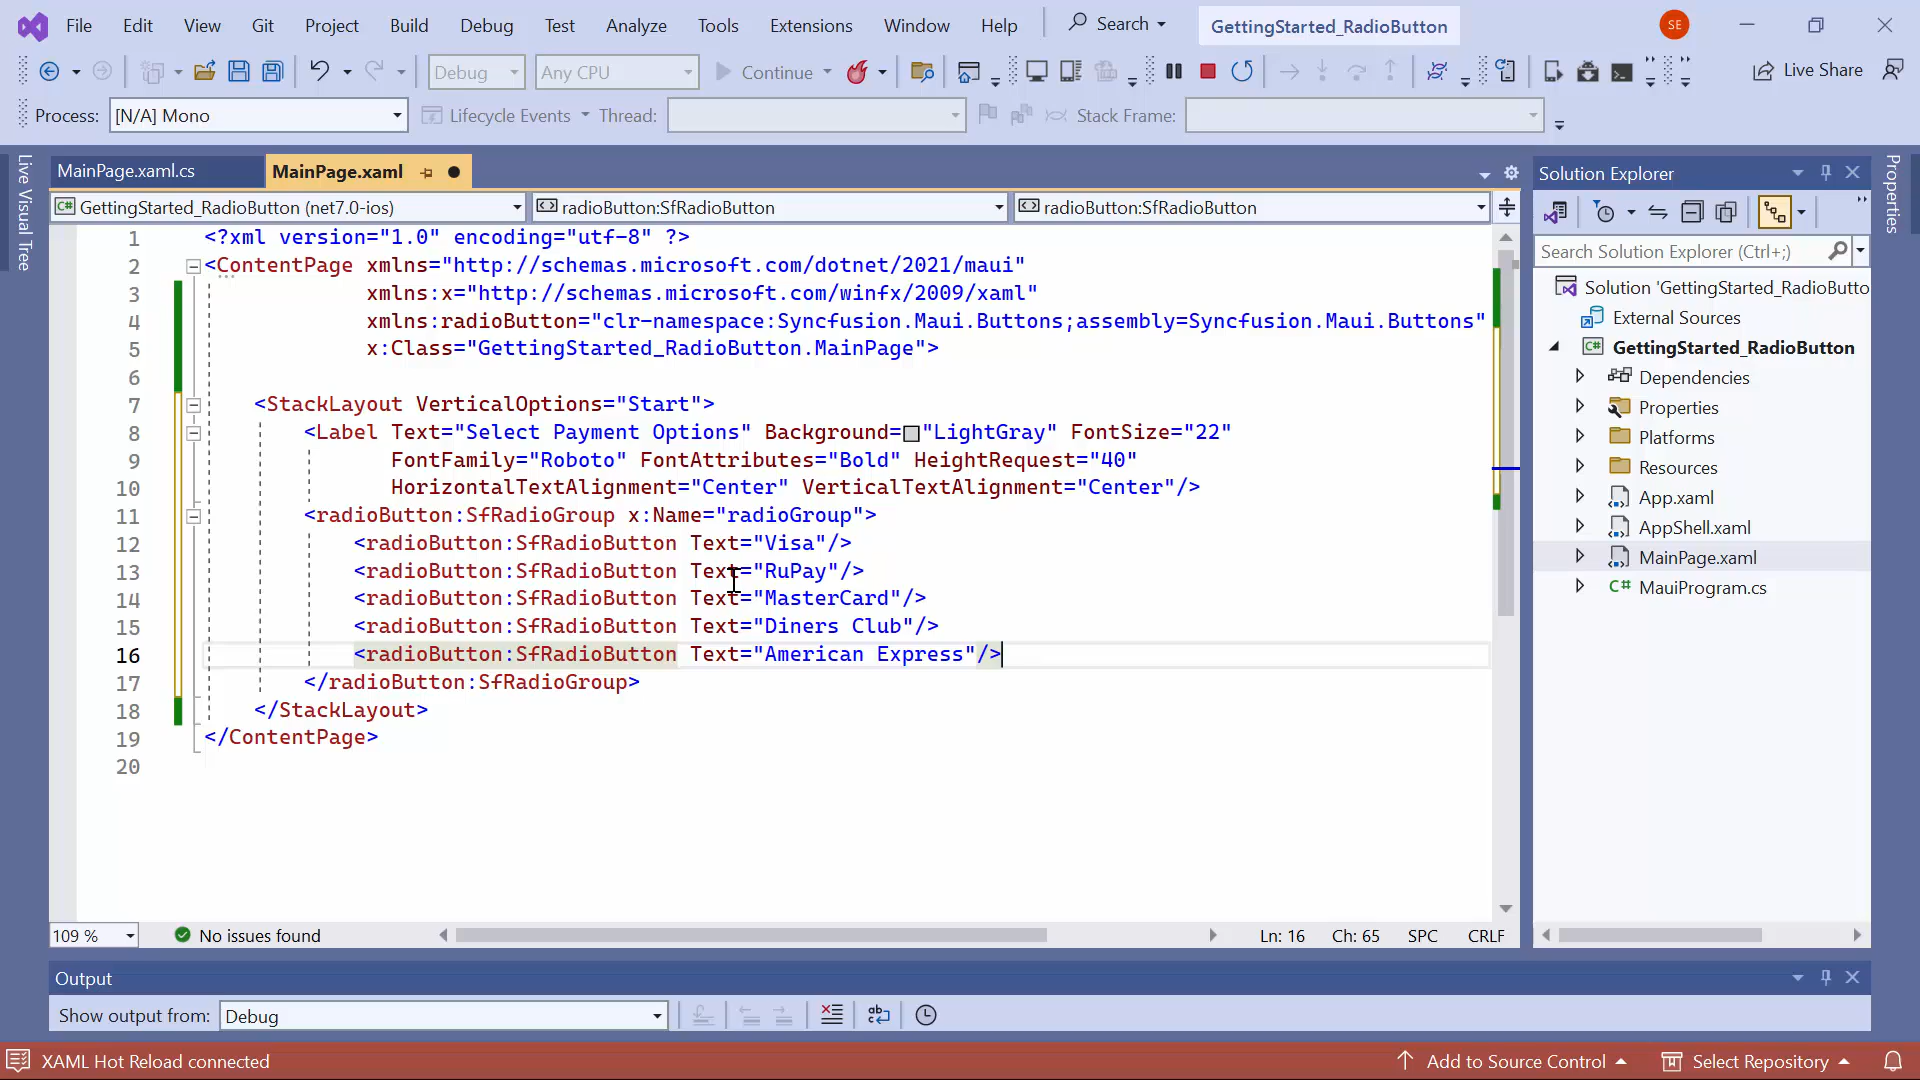 File Edit View Git Project Build Debug Test Analyze Tools Extensions Window Help Search GettingStarted_RadioButton SE
Debug Any CPU Continue Live Share
Process: [N/A] Mono Lifecycle Events Thread: Stack Frame:
Live Visual Tree
MainPage.xaml.cs MainPage.xaml
GettingStarted_RadioButton (net7.0-ios) radioButton:SfRadioButton radioButton:SfRadioButton
1 <?xml version="1.0" encoding="utf-8" ?>
2 <ContentPage xmlns="http://schemas.microsoft.com/dotnet/2021/maui"
3 xmlns:x="http://schemas.microsoft.com/winfx/2009/xaml"
4 xmlns:radioButton="clr-namespace:Syncfusion.Maui.Buttons;assembly=Syncfusion.Maui.Buttons"
5 x:Class="GettingStarted_RadioButton.MainPage">
6
7 <StackLayout VerticalOptions="Start">
8 <Label Text="Select Payment Options" Background="LightGray" FontSize="22"
9 FontFamily="Roboto" FontAttributes="Bold" HeightRequest="40"
10 HorizontalTextAlignment="Center" VerticalTextAlignment="Center"/>
11 <radioButton:SfRadioGroup x:Name="radioGroup">
12 <radioButton:SfRadioButton Text="Visa"/>
13 <radioButton:SfRadioButton Text="RuPay"/>
14 <radioButton:SfRadioButton Text="MasterCard"/>
15 <radioButton:SfRadioButton Text="Diners Club"/>
16 <radioButton:SfRadioButton Text="American Express"/>
17 </radioButton:SfRadioGroup>
18 </StackLayout>
19 </ContentPage>
20
109 % No issues found Ln: 16 Ch: 65 SPC CRLF
Solution Explorer
Search Solution Explorer (Ctrl+;)
Solution 'GettingStarted_RadioButto
External Sources
GettingStarted_RadioButton
Dependencies
Properties
Platforms
Resources
App.xaml
AppShell.xaml
MainPage.xaml
MauiProgram.cs
Properties
Output
Show output from: Debug
XAML Hot Reload connected Add to Source Control Select Repository